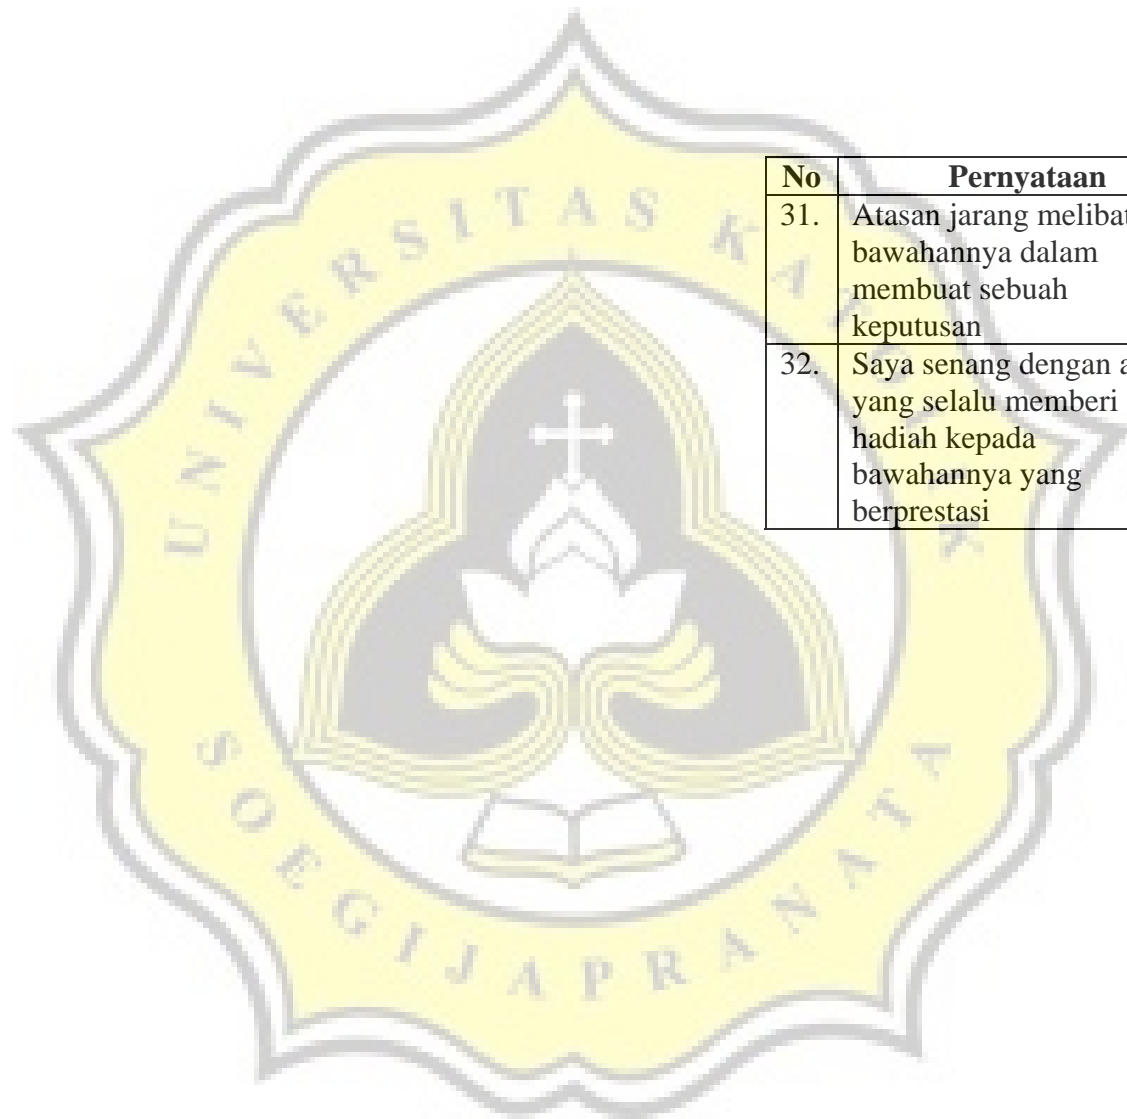 UNIVERSITAS KATOLIK
SOEGIJAPRANATA
No Pernyataan
31. Atasan jarang
bawahannya dalam
membuat sebuah
keputusan
32. Saya senang dengan
yang selalu memberi
hadiah kepada
bawahannya yang
berprestasi